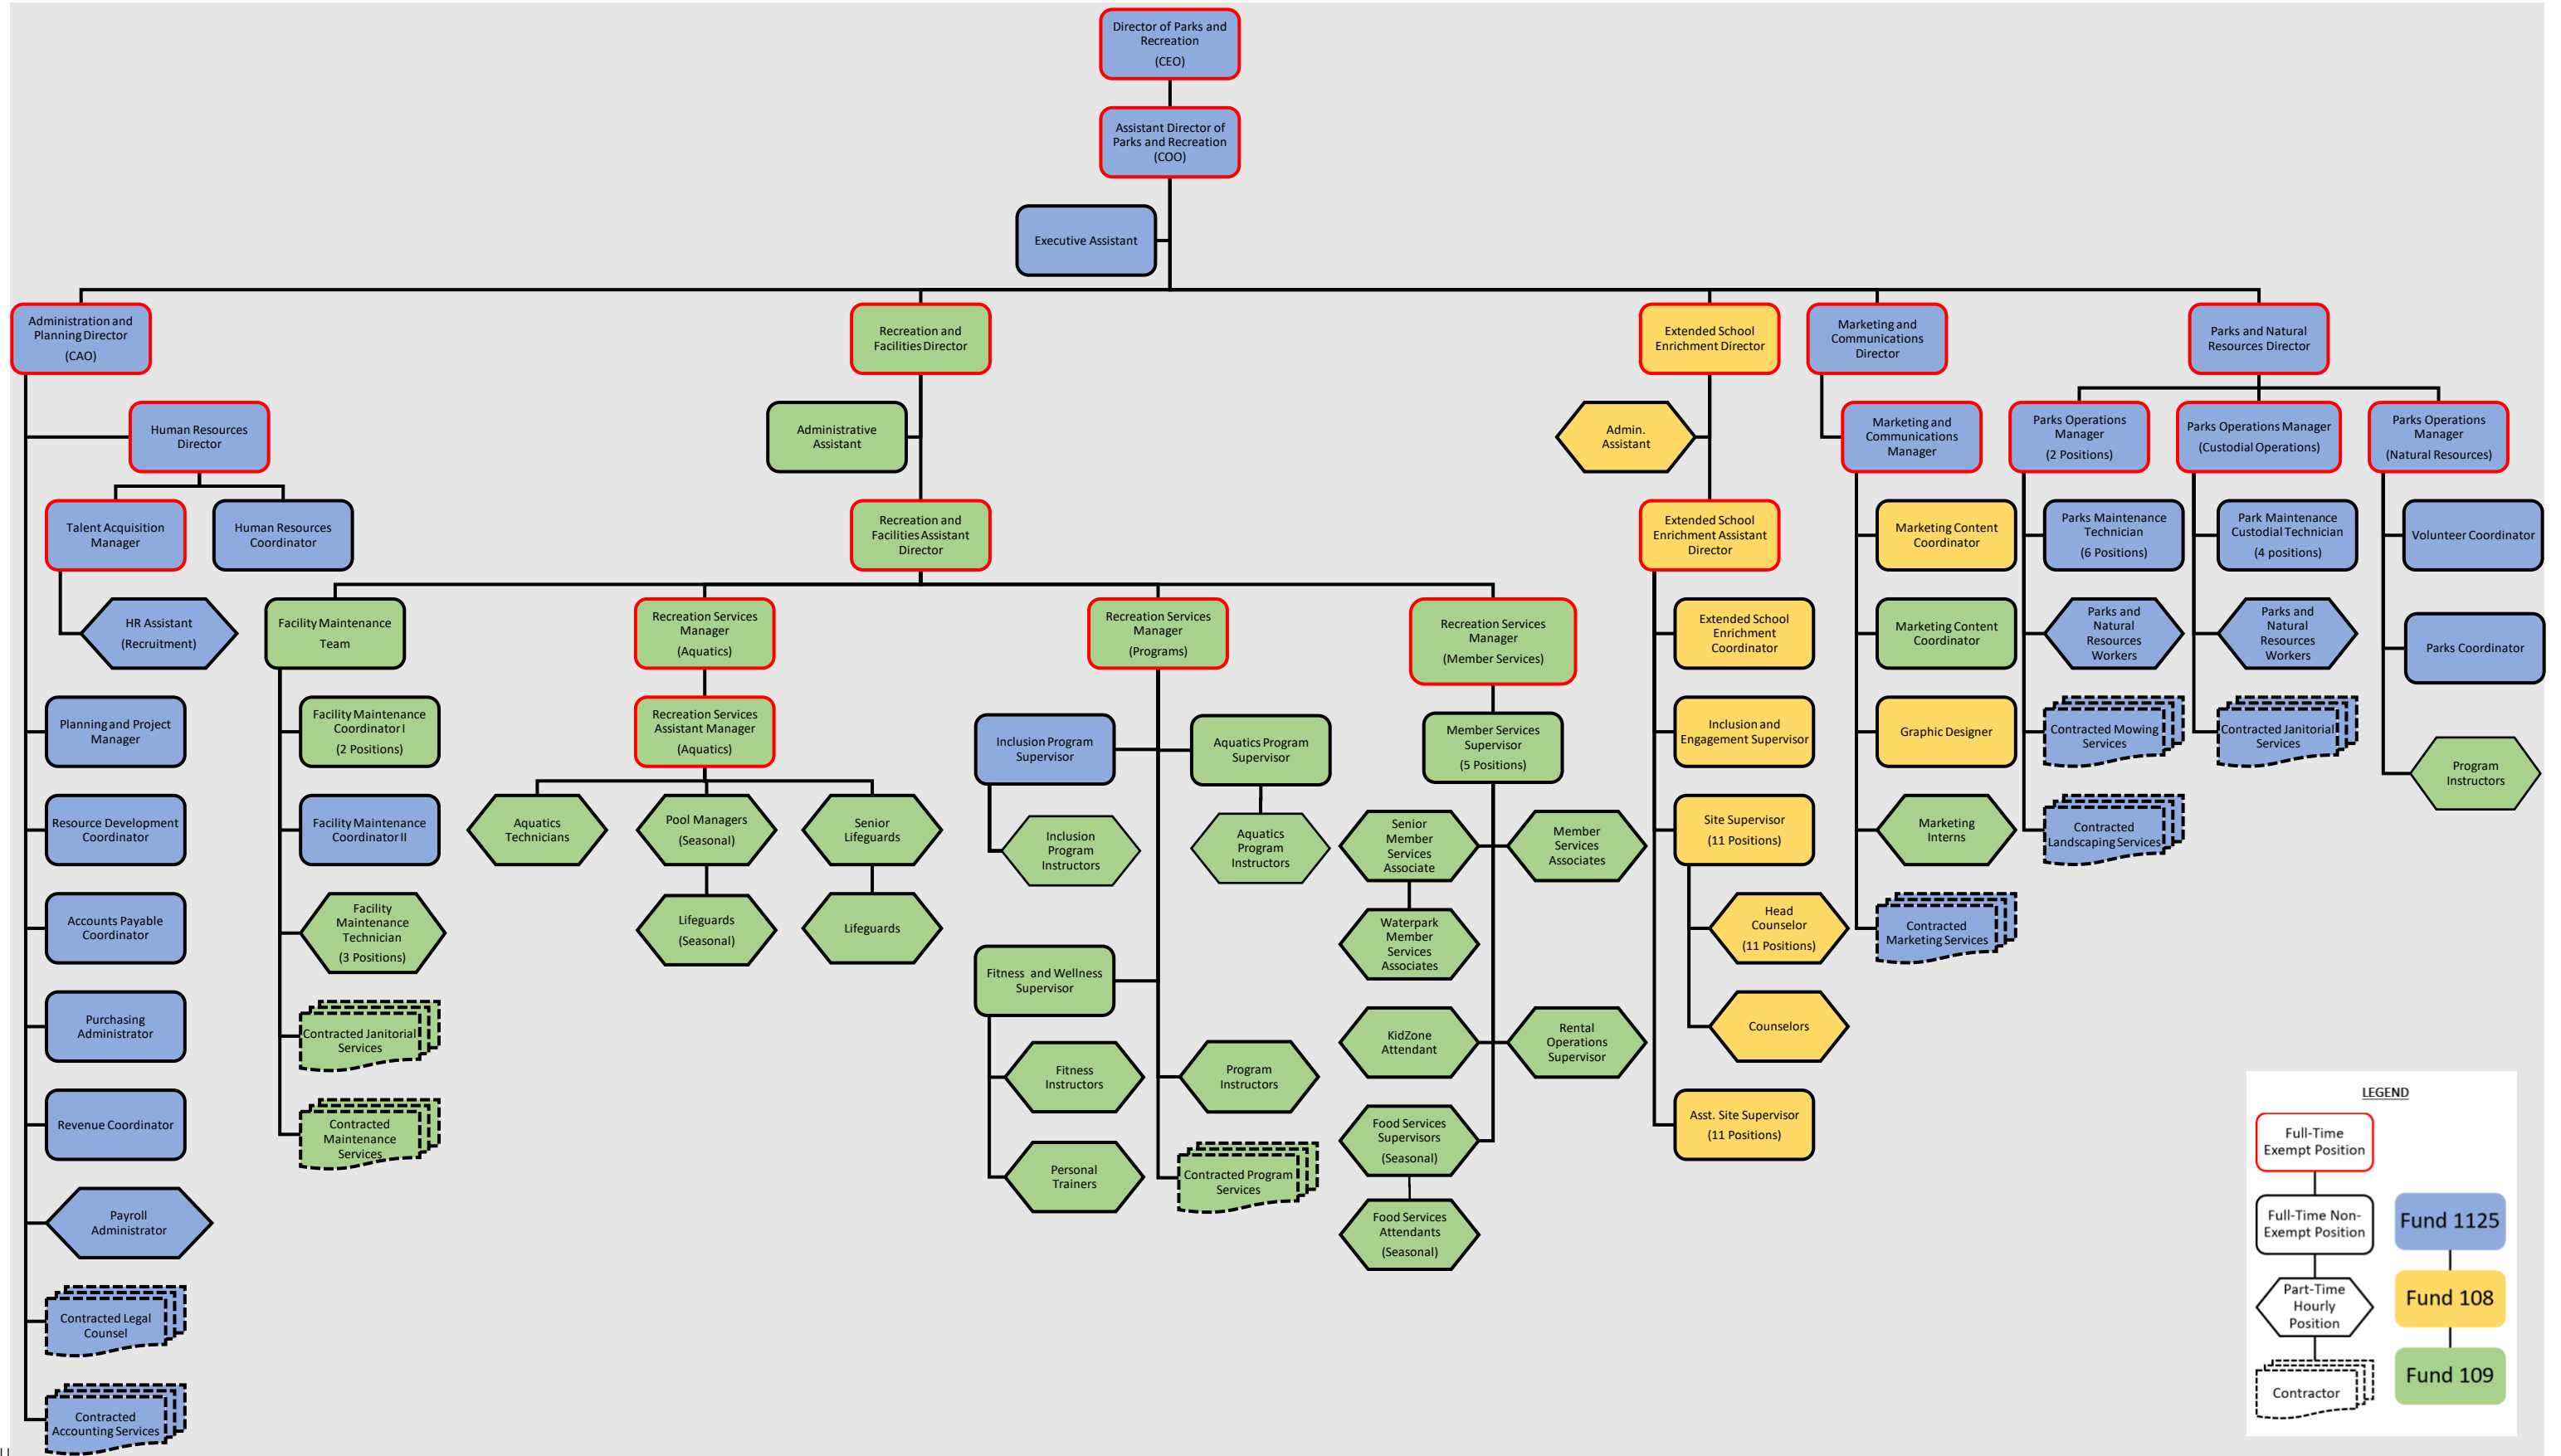 Director of Parks and
Recreation
(CEO)
Assistant Director of
Parks and Recreation
(COO)
Executive Assistant
Administration and
Planning Director
(CAO)
Recreation and
Facilities Director
Extended School
Enrichment Director
Marketing and
Communications
Director
Parks and Natural
Resources Director
Human Resources
Director
Administrative
Assistant
Admin.
Assistant
Marketing and
Communications
Manager
Parks Operations
Manager
(2 Positions)
Parks Operations Manager
(Custodial Operations)
Parks Operations
Manager
(Natural Resources)
Talent Acquisition
Manager
Human Resources
Coordinator
Recreation and
Facilities Assistant
Director
Extended School
Enrichment Assistant
Director
Marketing Content
Coordinator
Parks Maintenance
Technician
(6 Positions)
Park Maintenance
Custodial Technician
(4 positions)
Volunteer Coordinator
HR Assistant
(Recruitment)
Facility Maintenance
Team
Recreation Services
Manager
(Aquatics)
Recreation Services
Manager
(Programs)
Recreation Services
Manager
(Member Services)
Extended School
Enrichment
Coordinator
Marketing Content
Coordinator
Parks and
Natural
Resources
Workers
Parks and
Natural
Resources
Workers
Parks Coordinator
Planning and Project
Manager
Facility Maintenance
Coordinator I
(2 Positions)
Recreation Services
Assistant Manager
(Aquatics)
Inclusion Program
Supervisor
Aquatics Program
Supervisor
Member Services
Supervisor
(5 Positions)
Inclusion and
Engagement Supervisor
Graphic Designer
Contracted Mowing
Services
Contracted Janitorial
Services
Program
Instructors
Resource Development
Coordinator
Facility Maintenance
Coordinator II
Aquatics
Technicians
Pool Managers
(Seasonal)
Senior
Lifeguards
Inclusion
Program
Instructors
Aquatics
Program
Instructors
Senior
Member
Services
Associate
Member
Services
Associates
Site Supervisor
(11 Positions)
Marketing
Interns
Contracted
Landscaping Services
Accounts Payable
Coordinator
Facility
Maintenance
Technician
(3 Positions)
Lifeguards
(Seasonal)
Lifeguards
Fitness and Wellness
Supervisor
Waterpark
Member
Services
Associates
Head
Counselor
(11 Positions)
Contracted
Marketing Services
Purchasing
Administrator
Contracted Janitorial
Services
Fitness
Instructors
Program
Instructors
KidZone
Attendant
Rental
Operations
Supervisor
Counselors
Revenue Coordinator
Contracted
Maintenance
Services
Personal
Trainers
Contracted Program
Services
Food Services
Supervisors
(Seasonal)
Asst. Site Supervisor
(11 Positions)
Payroll
Administrator
Food Services
Attendants
(Seasonal)
Contracted Legal
Counsel
Contracted
Accounting Services
LEGEND
Full-Time
Exempt Position
Full-Time Non-
Exempt Position
Fund 1125
Part-Time
Hourly
Position
Fund 108
Contractor
Fund 109